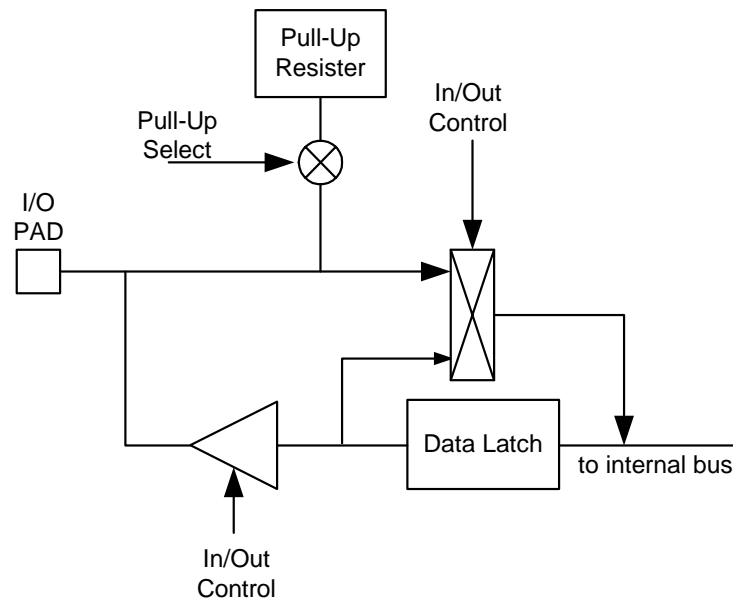 Pull-Up
Resister
In/Out
Control
Pull-Up
Select
I/O
PAD
Data Latch
to internal bus
In/Out
Control